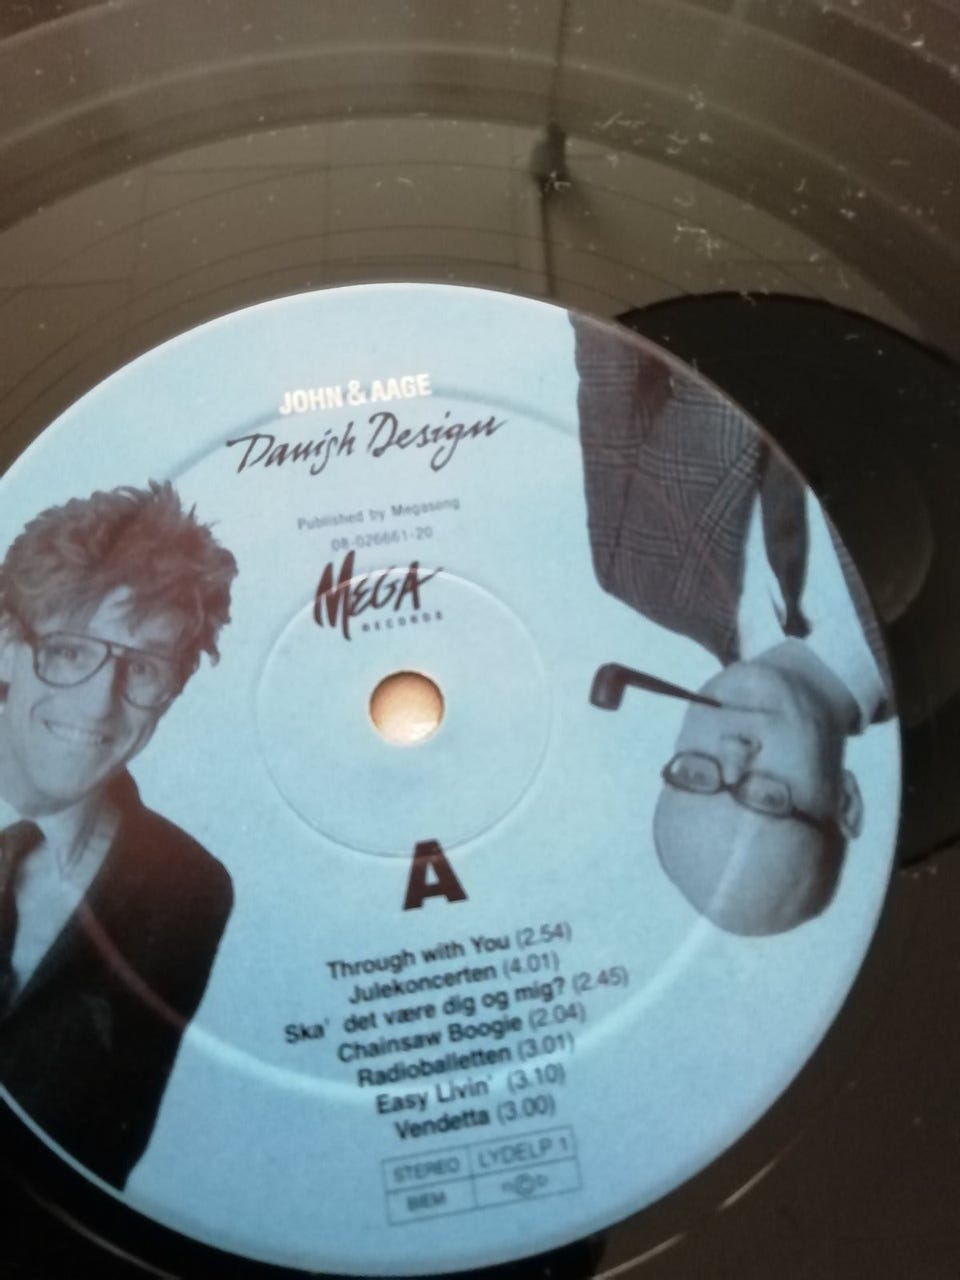 JOHN & AAGE
Danish Design
Published by Megasong
08-026661-20
MEGA
RECORDS
A
Through with You (2.54)
Julekoncerten (4.01)
Ska' det være dig og mig? (2.45)
Chainsaw Boogie (2.04)
Radioballetten (3.01)
Easy Livin' (3.10)
Vendetta (3.00)
STEREO LYDELP 1
BIEM n©b